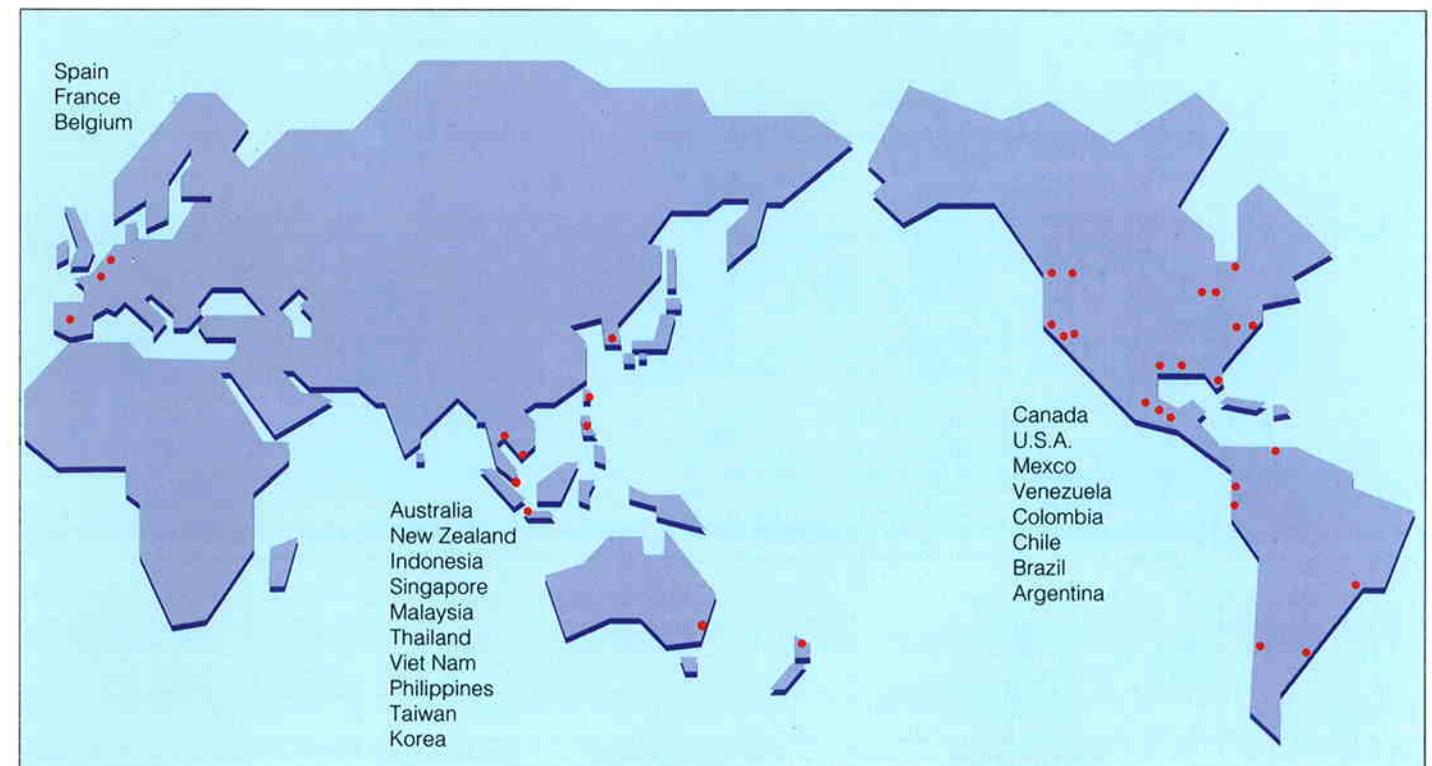 Spain
France
Belgium
Australia
New Zealand
Indonesia
Singapore
Malaysia
Thailand
Viet Nam
Philippines
Taiwan
Korea
Canada
U.S.A.
Mexco
Venezuela
Colombia
Chile
Brazil
Argentina